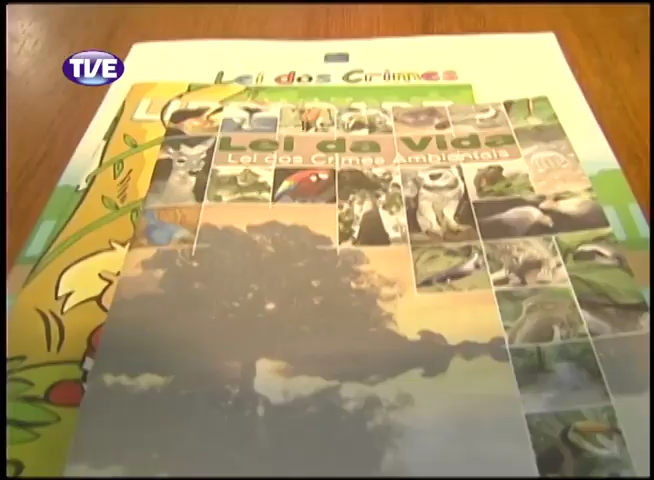 TVE
Lei dos Crimes
Lei da Vida
Lei dos Crimes Ambientais